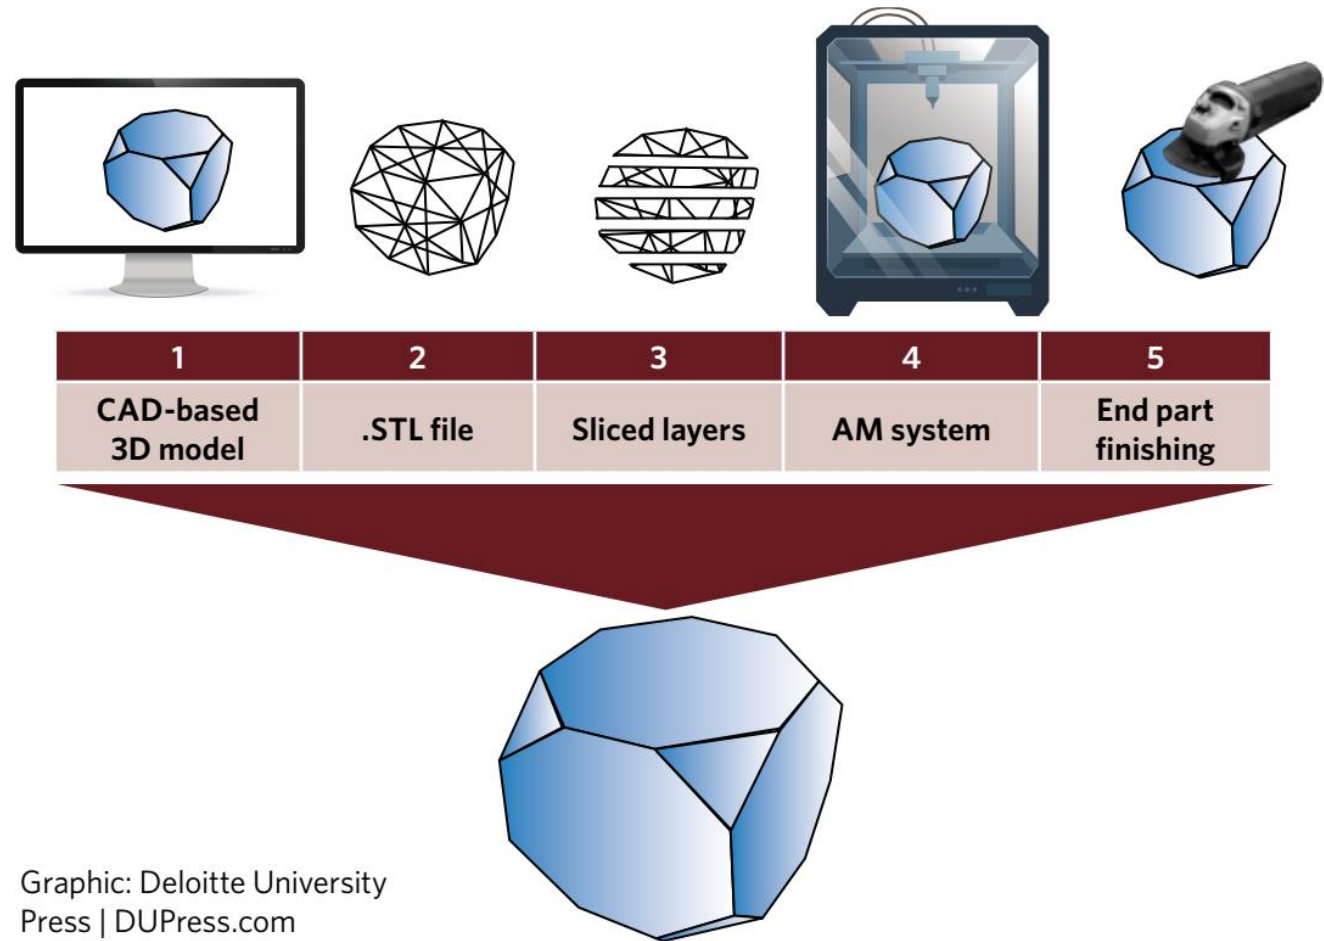 1
2
3
4
5
CAD-based
3D model
.STL file
Sliced layers
AM system
End part
finishing
Graphic: Deloitte University
Press | DUPress.com